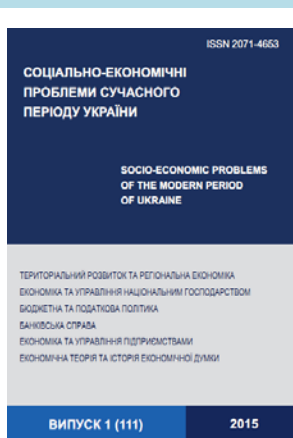 ISSN 2071-4653
СОЦІАЛЬНО-ЕКОНОМІЧНІ
ПРОБЛЕМИ СУЧАСНОГО
ПЕРІОДУ УКРАЇНИ
SOCIO-ECONOMIC PROBLEMS
OF THE MODERN PERIOD
OF UKRAINE
ТЕРИТОРІАЛЬНИЙ РОЗВИТОК ТА РЕГІОНАЛЬНА ЕКОНОМІКА
ЕКОНОМІКА ТА УПРАВЛІННЯ НАЦІОНАЛЬНИМ ГОСПОДАРСТВОМ
БЮДЖЕТНА ТА ПОДАТКОВА ПОЛІТИКА
БАНКІВСЬКА СПРАВА
ЕКОНОМІКА ТА УПРАВЛІННЯ ПІДПРИЄМСТВАМИ
ЕКОНОМІЧНА ТЕОРІЯ ТА ІСТОРІЯ ЕКОНОМІЧНОЇ ДУМКИ
ВИПУСК 1 (111)
2015